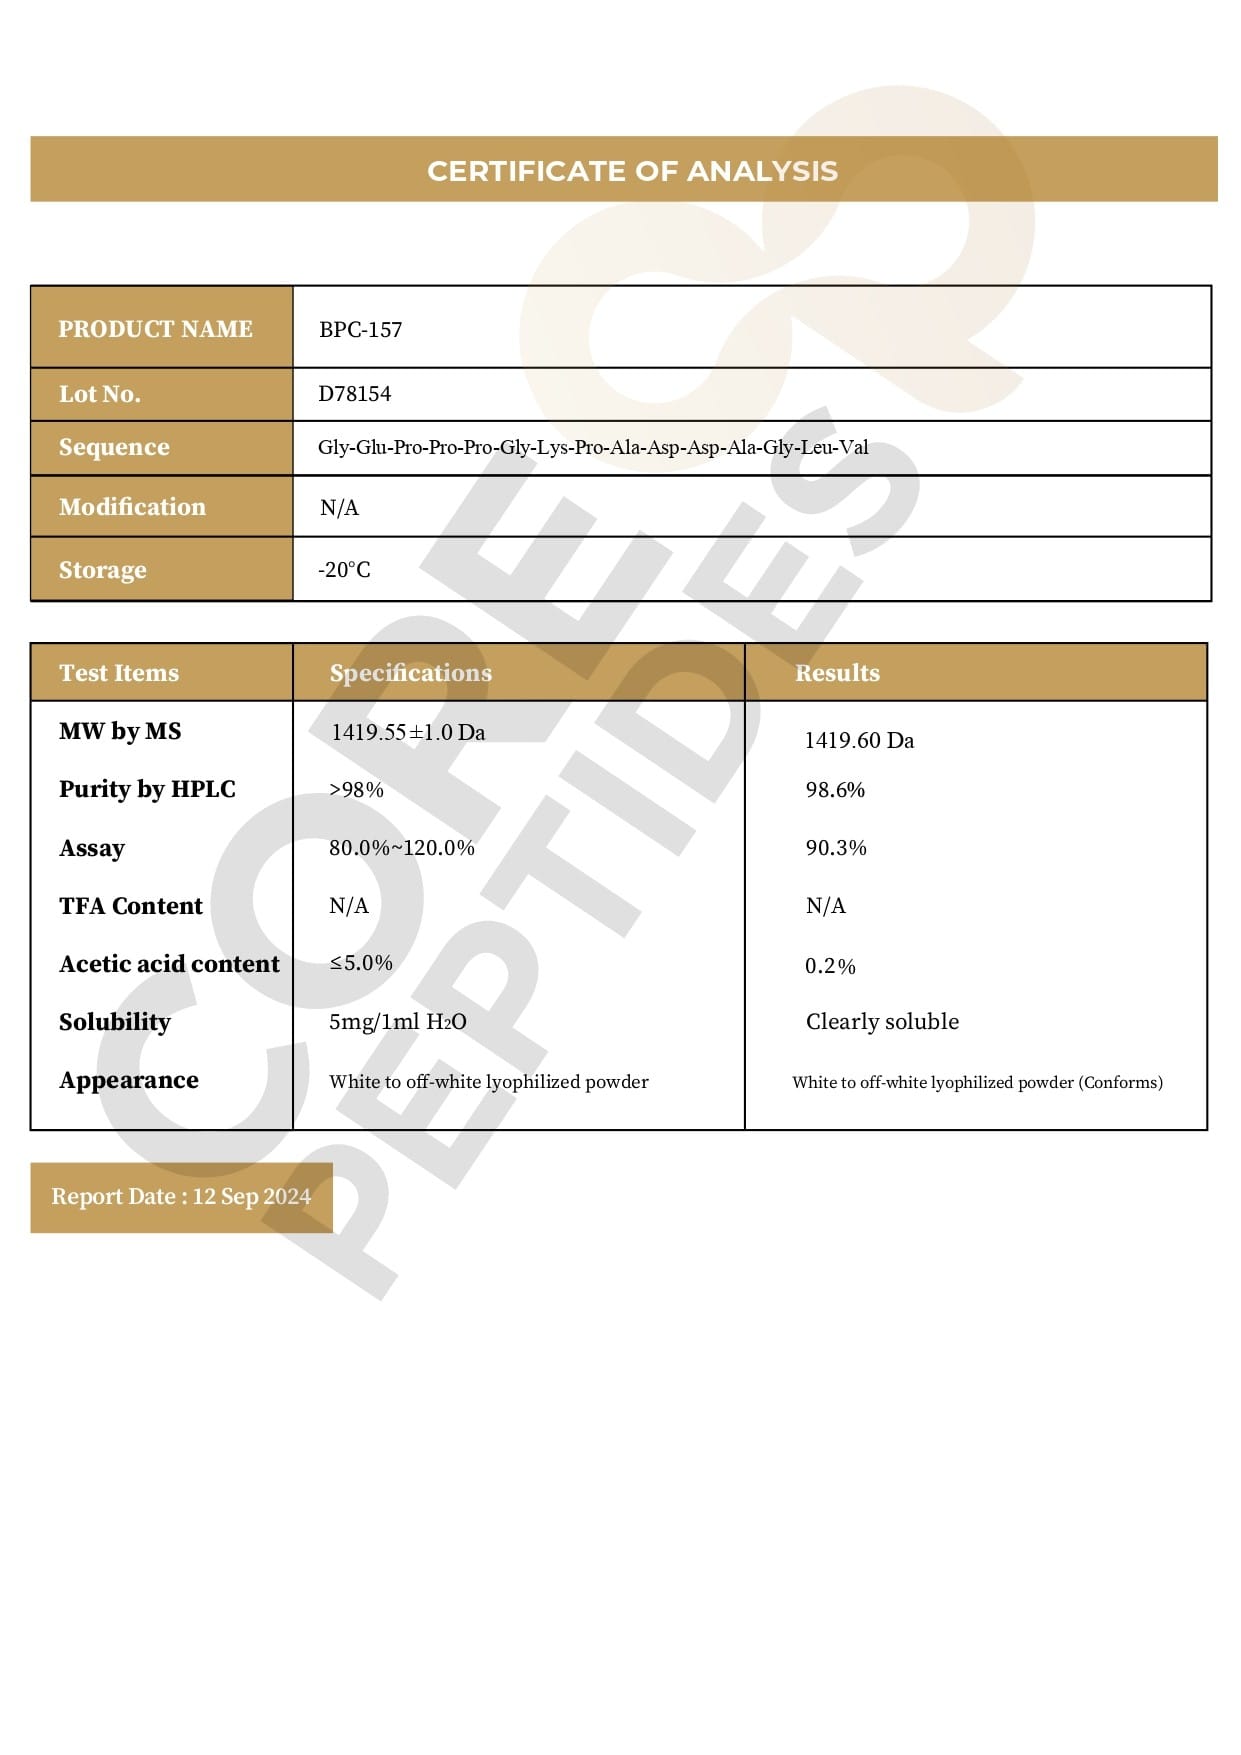 CERTIFICATE OF ANALYSIS
PRODUCT NAME BPC-157
Lot No. D78154
Sequence Gly-Glu-Pro-Pro-Pro-Gly-Lys-Pro-Ala-Asp-Asp-Ala-Gly-Leu-Val
Modification N/A
Storage -20°C
Test Items Specifications Results
MW by MS 1419.55±1.0 Da 1419.60 Da
Purity by HPLC >98% 98.6%
Assay 80.0%~120.0% 90.3%
TFA Content N/A N/A
Acetic acid content ≤5.0% 0.2%
Solubility 5mg/1ml H₂O Clearly soluble
Appearance White to off-white lyophilized powder White to off-white lyophilized powder (Conforms)
Report Date : 12 Sep 2024
CORE
PEPTIDES